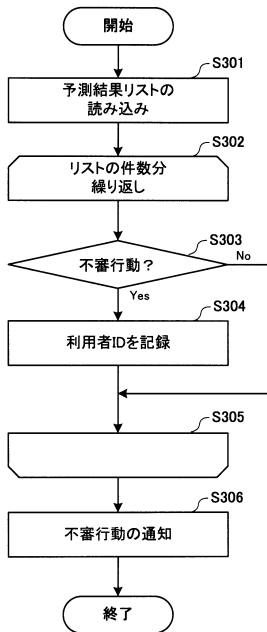 開始
S301
予測結果リストの
読み込み
S302
リストの件数分
繰り返し
S303
不審行動?
No
Yes
S304
利用者IDを記録
S305
S306
不審行動の通知
終了